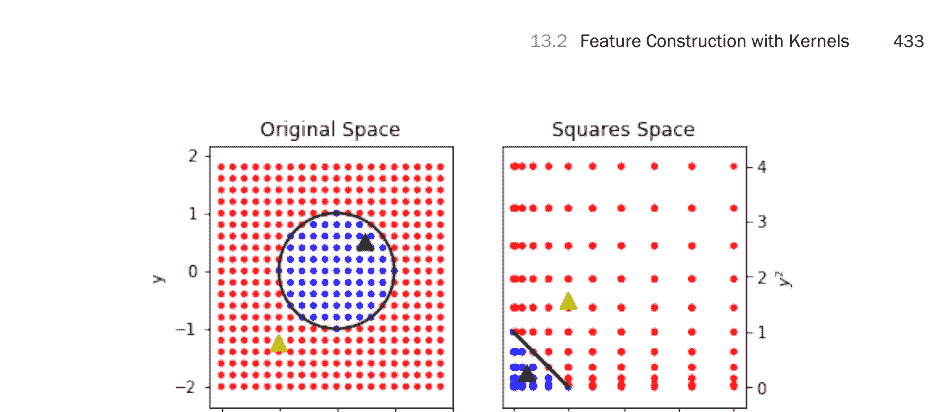 13.2 Feature Construction with Kernels 433
Original Space
Squares Space
2
1
0
−1
−2
y
4
3
2
1
0
y²